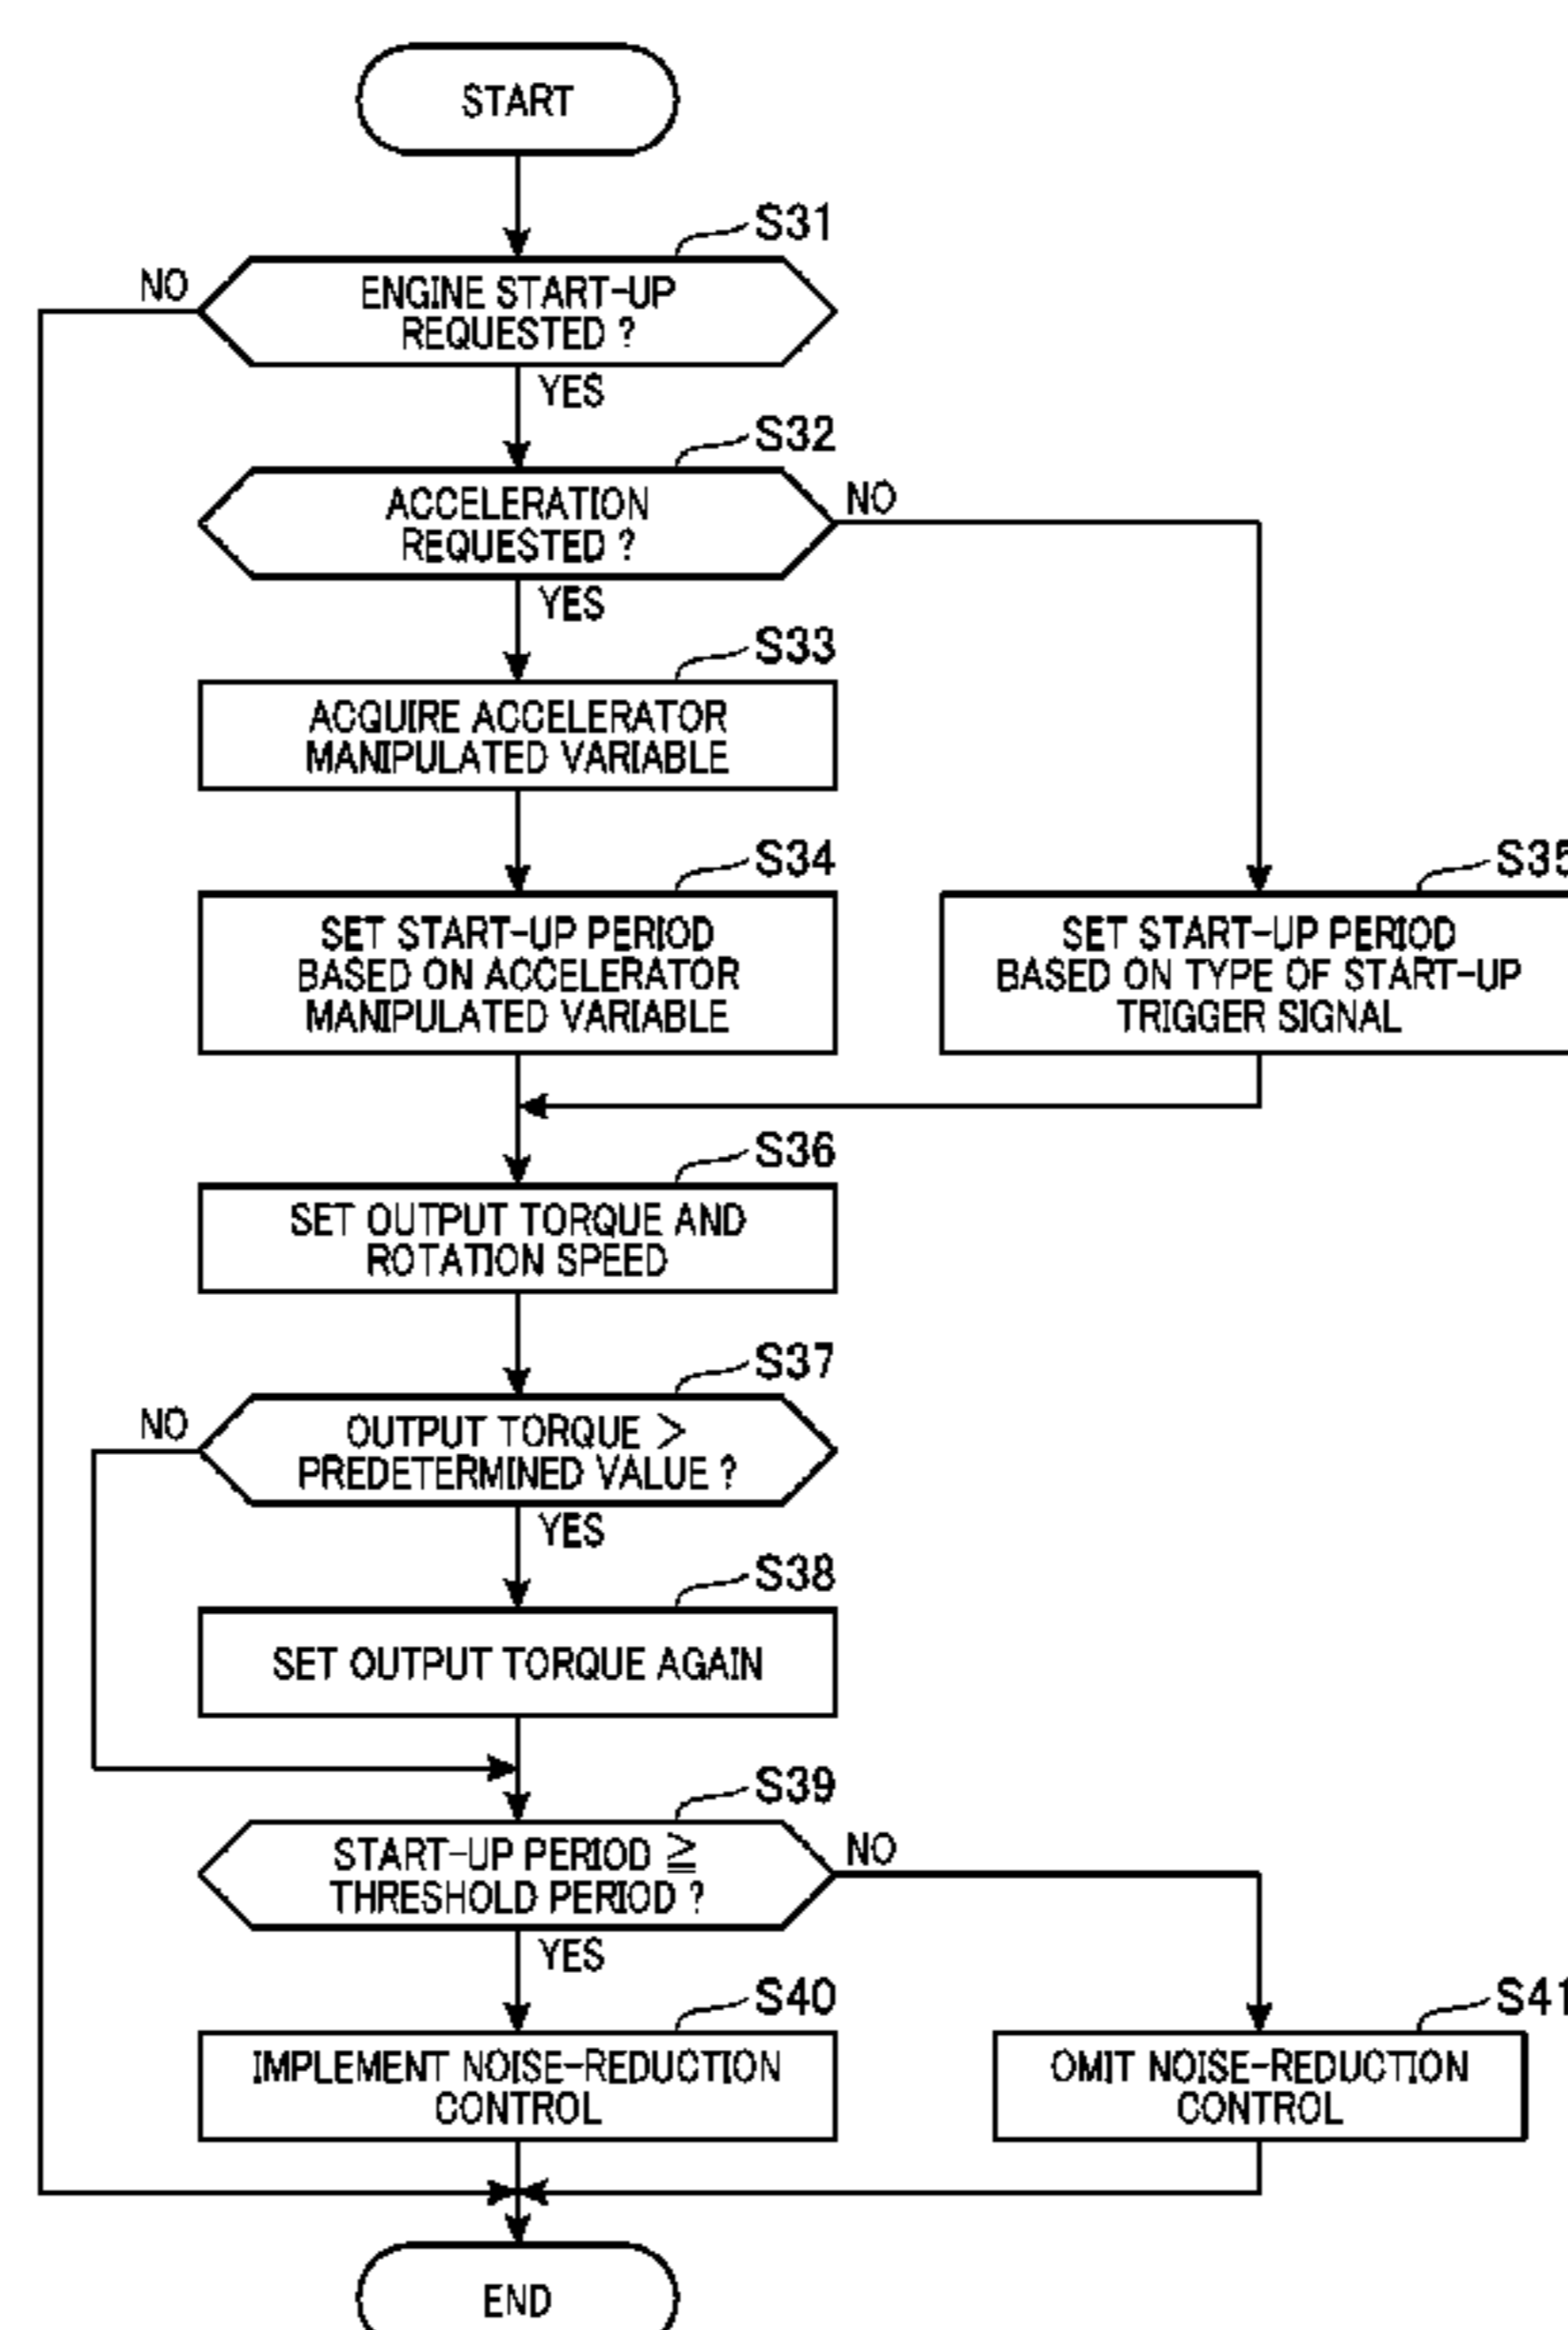 START
S31
NO
ENGINE START-UP
REQUESTED ?
YES
S32
ACCELERATION
REQUESTED ?
NO
YES
S33
ACQUIRE ACCELERATOR
MANIPULATED VARIABLE
S34
SET START-UP PERIOD
BASED ON ACCELERATOR
MANIPULATED VARIABLE
S35
SET START-UP PERIOD
BASED ON TYPE OF START-UP
TRIGGER SIGNAL
S36
SET OUTPUT TORQUE AND
ROTATION SPEED
S37
NO
OUTPUT TORQUE >
PREDETERMINED VALUE ?
YES
S38
SET OUTPUT TORQUE AGAIN
S39
START-UP PERIOD ≧
THRESHOLD PERIOD ?
NO
YES
S40
IMPLEMENT NOISE-REDUCTION
CONTROL
S41
OMIT NOISE-REDUCTION
CONTROL
END